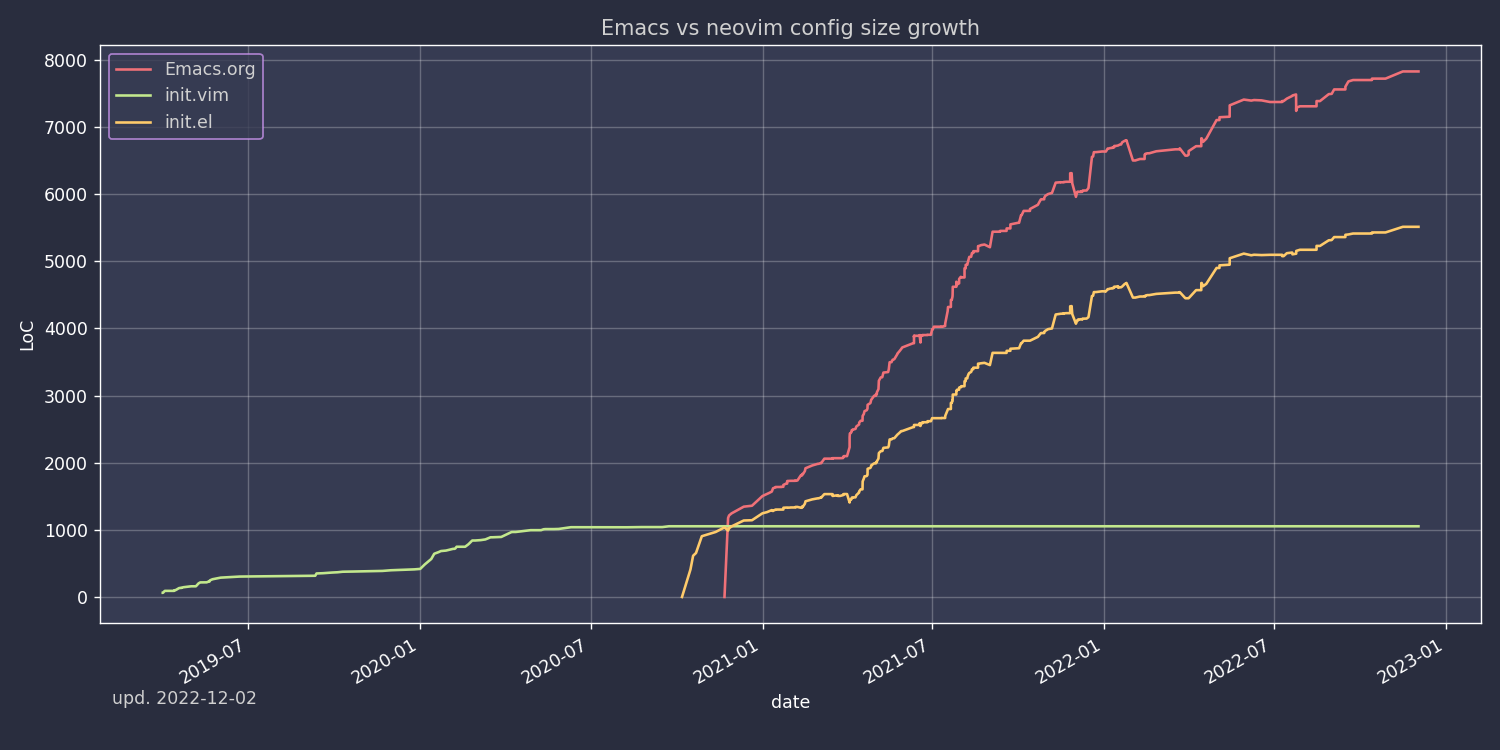 Emacs vs neovim config size growth
Emacs.org
init.vim
init.el
8000
7000
6000
5000
4000
3000
2000
1000
0
LoC
2019-07
2020-01
2020-07
2021-01
2021-07
2022-01
2022-07
2023-01
date
upd. 2022-12-02